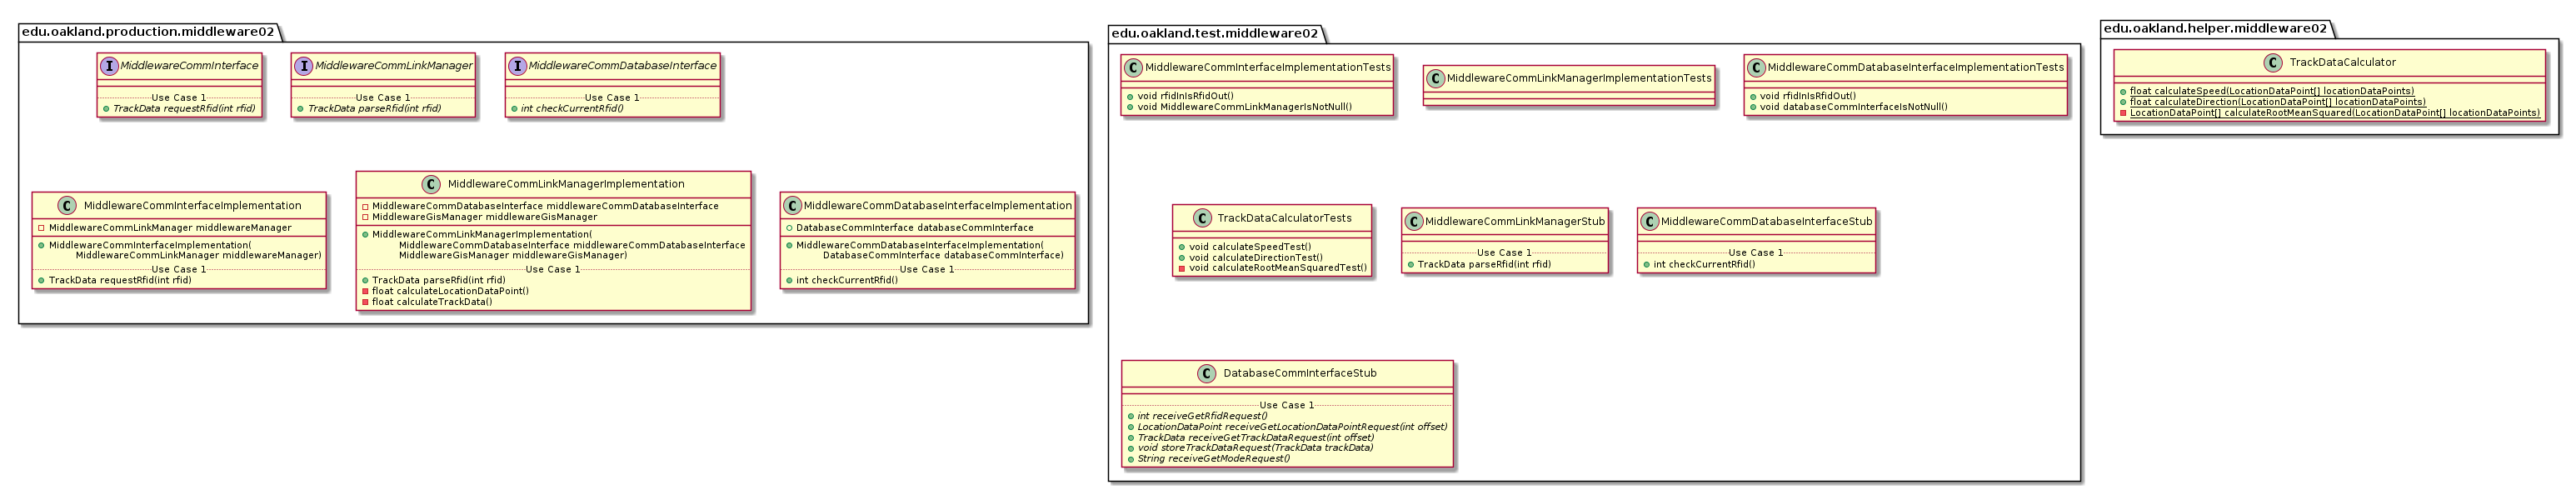 edu.oakland.production.middleware02
I MiddlewareCommInterface
Use Case 1
TrackData requestRfid(int rfid)
I MiddlewareCommLinkManager
Use Case 1
TrackData parseRfid(int rfid)
I MiddlewareCommDatabaseInterface
Use Case 1
int checkCurrentRfid()
C MiddlewareCommInterfaceImplementation
MiddlewareCommLinkManager middlewareManager
MiddlewareCommInterfaceImplementation(
MiddlewareCommLinkManager middlewareManager)
Use Case 1
TrackData requestRfid(int rfid)
C MiddlewareCommLinkManagerImplementation
MiddlewareCommDatabaseInterface middlewareCommDatabaseInterface
MiddlewareGisManager middlewareGisManager
MiddlewareCommLinkManagerImplementation(
MiddlewareCommDatabaseInterface middlewareCommDatabaseInterface
MiddlewareGisManager middlewareGisManager)
Use Case 1
TrackData parseRfid(int rfid)
float calculateLocationDataPoint()
float calculateTrackData()
C MiddlewareCommDatabaseInterfaceImplementation
DatabaseCommInterface databaseCommInterface
MiddlewareCommDatabaseInterfaceImplementation(
DatabaseCommInterface databaseCommInterface)
Use Case 1
int checkCurrentRfid()
edu.oakland.test.middleware02
C MiddlewareCommInterfaceImplementationTests
void rfidInIsRfidOut()
void MiddlewareCommLinkManagerIsNotNull()
C MiddlewareCommLinkManagerImplementationTests
C MiddlewareCommDatabaseInterfaceImplementationTests
void rfidInIsRfidOut()
void databaseCommInterfaceIsNotNull()
C TrackDataCalculatorTests
void calculateSpeedTest()
void calculateDirectionTest()
void calculateRootMeanSquaredTest()
C MiddlewareCommLinkManagerStub
Use Case 1
TrackData parseRfid(int rfid)
C MiddlewareCommDatabaseInterfaceStub
Use Case 1
int checkCurrentRfid()
C DatabaseCommInterfaceStub
Use Case 1
int receiveGetRfidRequest()
LocationDataPoint receiveGetLocationDataPointRequest(int offset)
TrackData receiveGetTrackDataRequest(int offset)
void storeTrackDataRequest(TrackData trackData)
String receiveGetModeRequest()
edu.oakland.helper.middleware02
C TrackDataCalculator
float calculateSpeed(LocationDataPoint[] locationDataPoints)
float calculateDirection(LocationDataPoint[] locationDataPoints)
LocationDataPoint[] calculateRootMeanSquared(LocationDataPoint[] locationDataPoints)